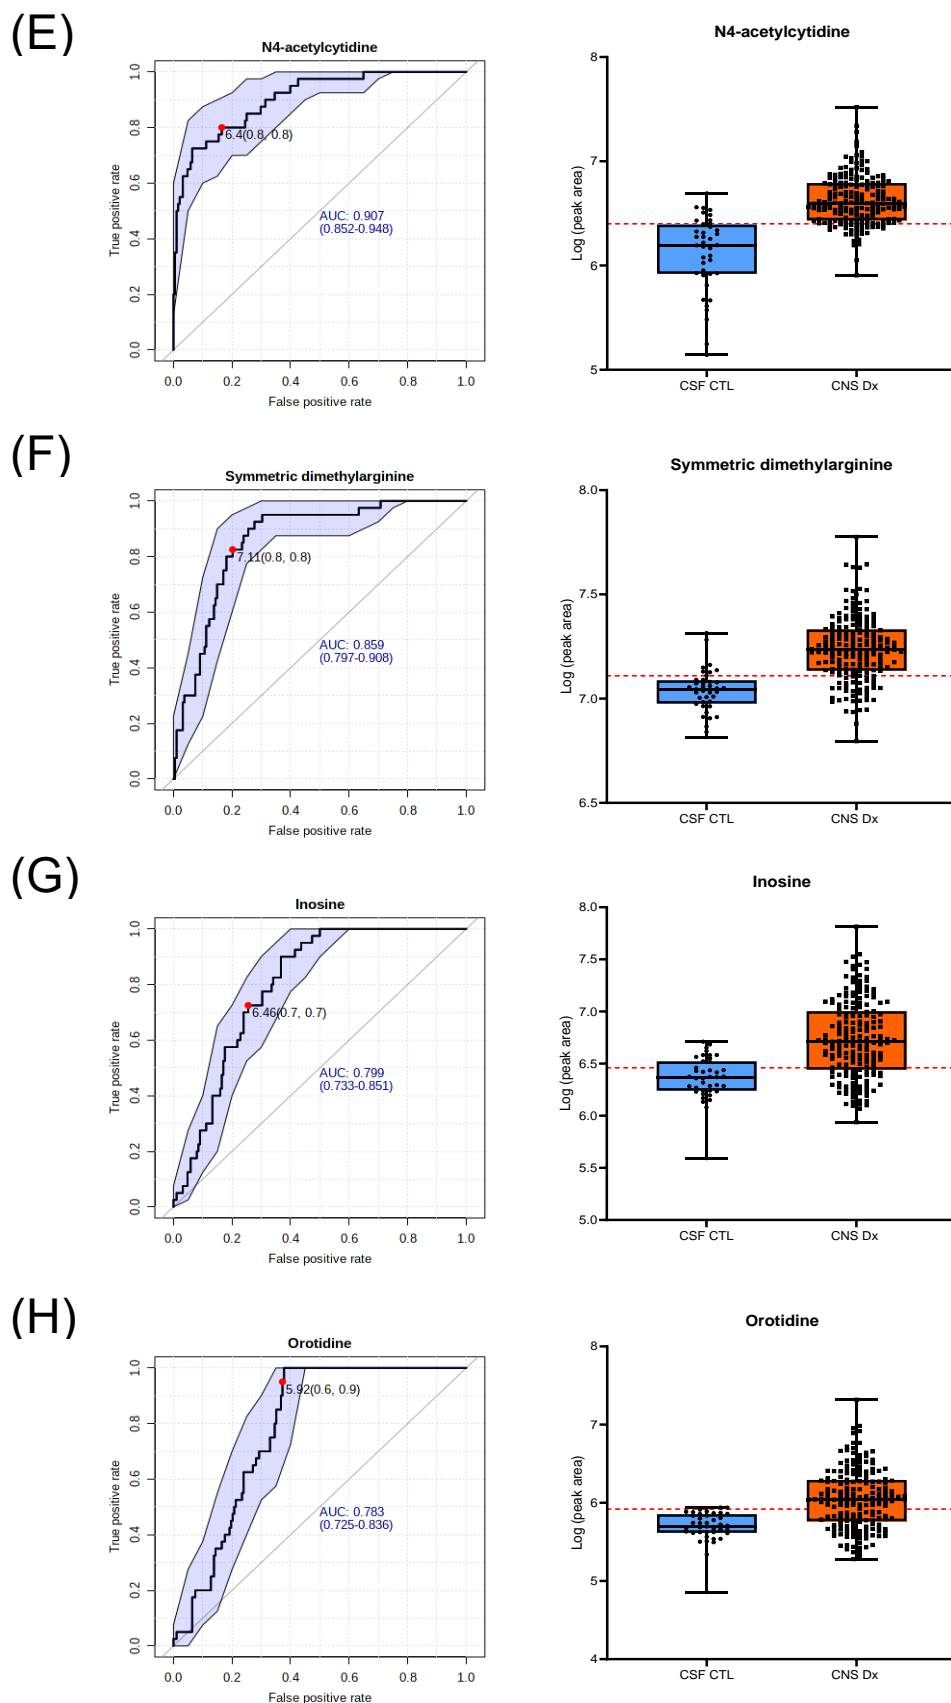 (E)
N4-acetylcytidine
True positive rate
1.0
0.8
0.6
0.4
0.2
0.0
6.4(0.8, 0.8)
AUC: 0.907
(0.852-0.948)
0.0 0.2 0.4 0.6 0.8 1.0
False positive rate
N4-acetylcytidine
Log (peak area)
8
7
6
5
CSF CTL CNS Dx
(F)
Symmetric dimethylarginine
True positive rate
1.0
0.8
0.6
0.4
0.2
0.0
7.11(0.8, 0.8)
AUC: 0.859
(0.797-0.908)
0.0 0.2 0.4 0.6 0.8 1.0
False positive rate
Symmetric dimethylarginine
Log (peak area)
8.0
7.5
7.0
6.5
CSF CTL CNS Dx
(G)
Inosine
True positive rate
1.0
0.8
0.6
0.4
0.2
0.0
6.46(0.7, 0.7)
AUC: 0.799
(0.733-0.851)
0.0 0.2 0.4 0.6 0.8 1.0
False positive rate
Inosine
Log (peak area)
8.0
7.5
7.0
6.5
6.0
5.5
5.0
CSF CTL CNS Dx
(H)
Orotidine
True positive rate
1.0
0.8
0.6
0.4
0.2
0.0
5.92(0.6, 0.9)
AUC: 0.783
(0.725-0.836)
0.0 0.2 0.4 0.6 0.8 1.0
False positive rate
Orotidine
Log (peak area)
8
7
6
5
4
CSF CTL CNS Dx